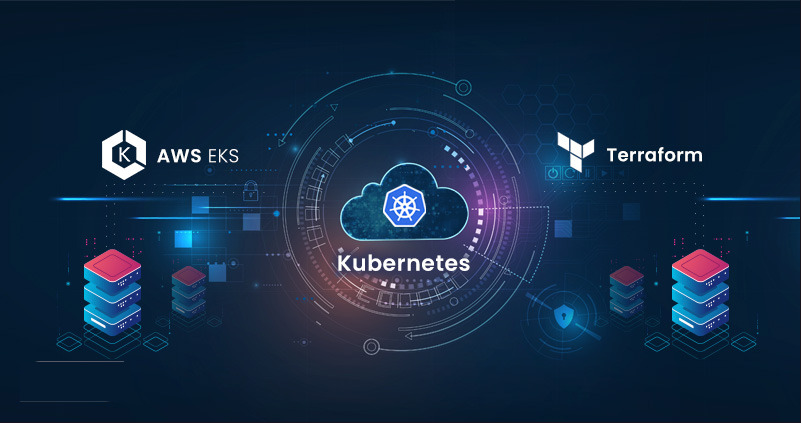 K
AWS EKS
Terraform
Kubernetes